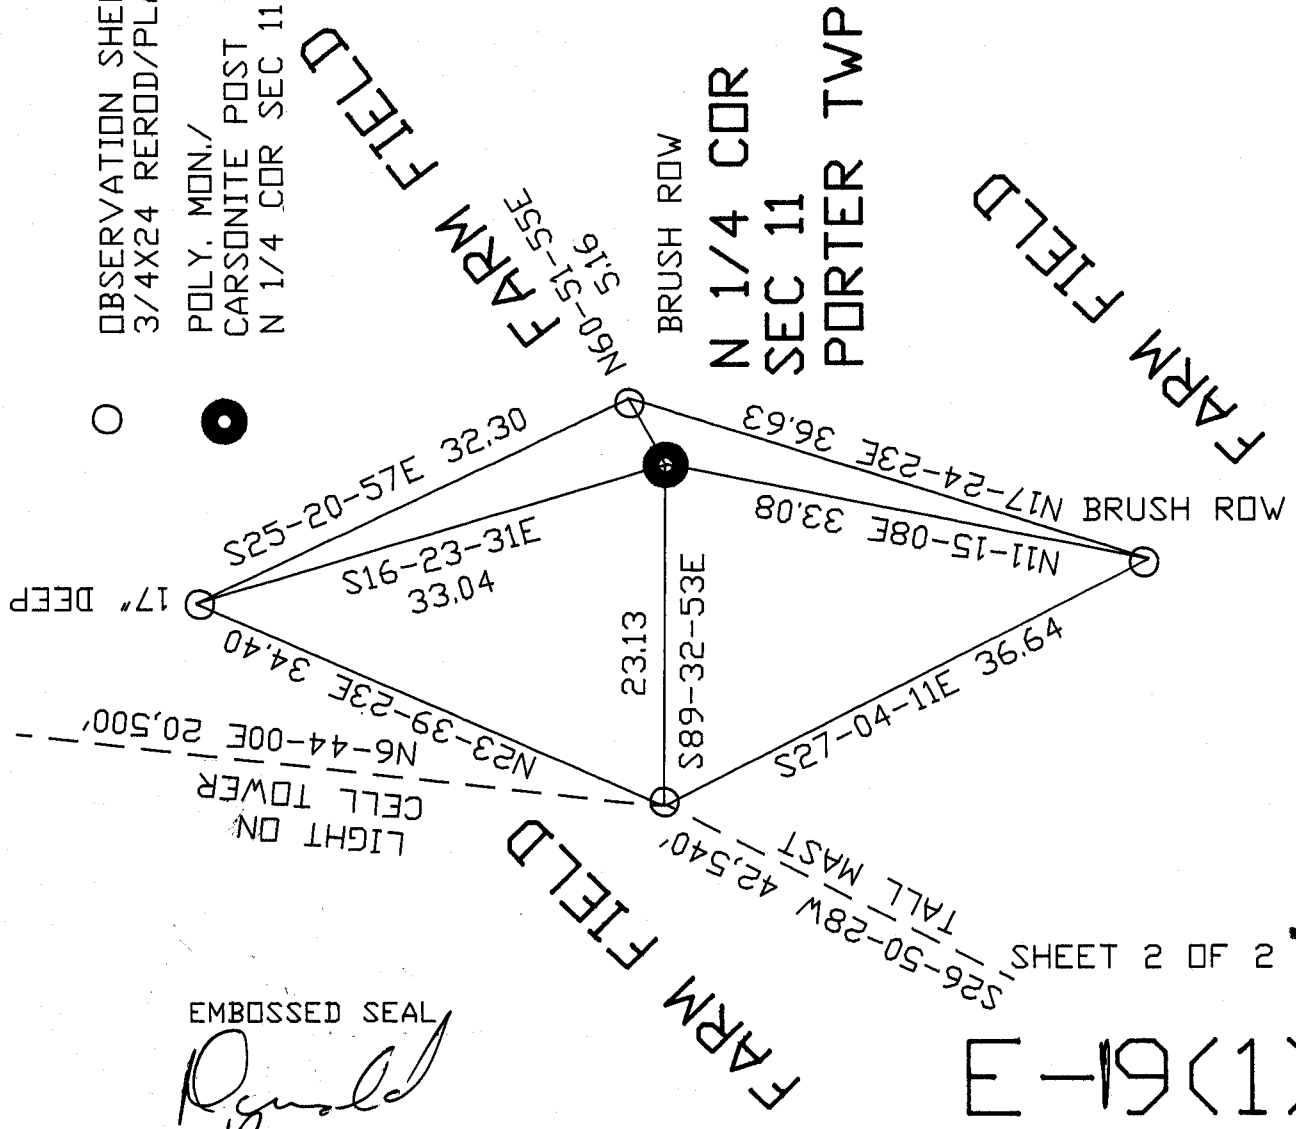 OBSERVATION
3/4X24 REROD/
POLY. MON./
CARSONITE POST
N 1/4 COR SEC 11
FARM FIELD
N60-51-55E
5.16
BRUSH ROW
N 1/4 COR
SEC 11
PORTER TWP
FARM FIELD
S25-20-57E 32.30
S16-23-31E
33.04
17" DEEP
N17-24-23E 36.63
N11-15-08E 33.08
BRUSH ROW
23.13
S89-32-53E
N23-39-23E 34.40
S27-04-11E 36.64
N6-44-00E 20,500'
LIGHT ON
CELL TOWER
FARM FIELD
S26-50-28W 42,540'
TALL MAST
SHEET 2 OF 2
EMBOSSED SEAL
Ronald
E-19(1)